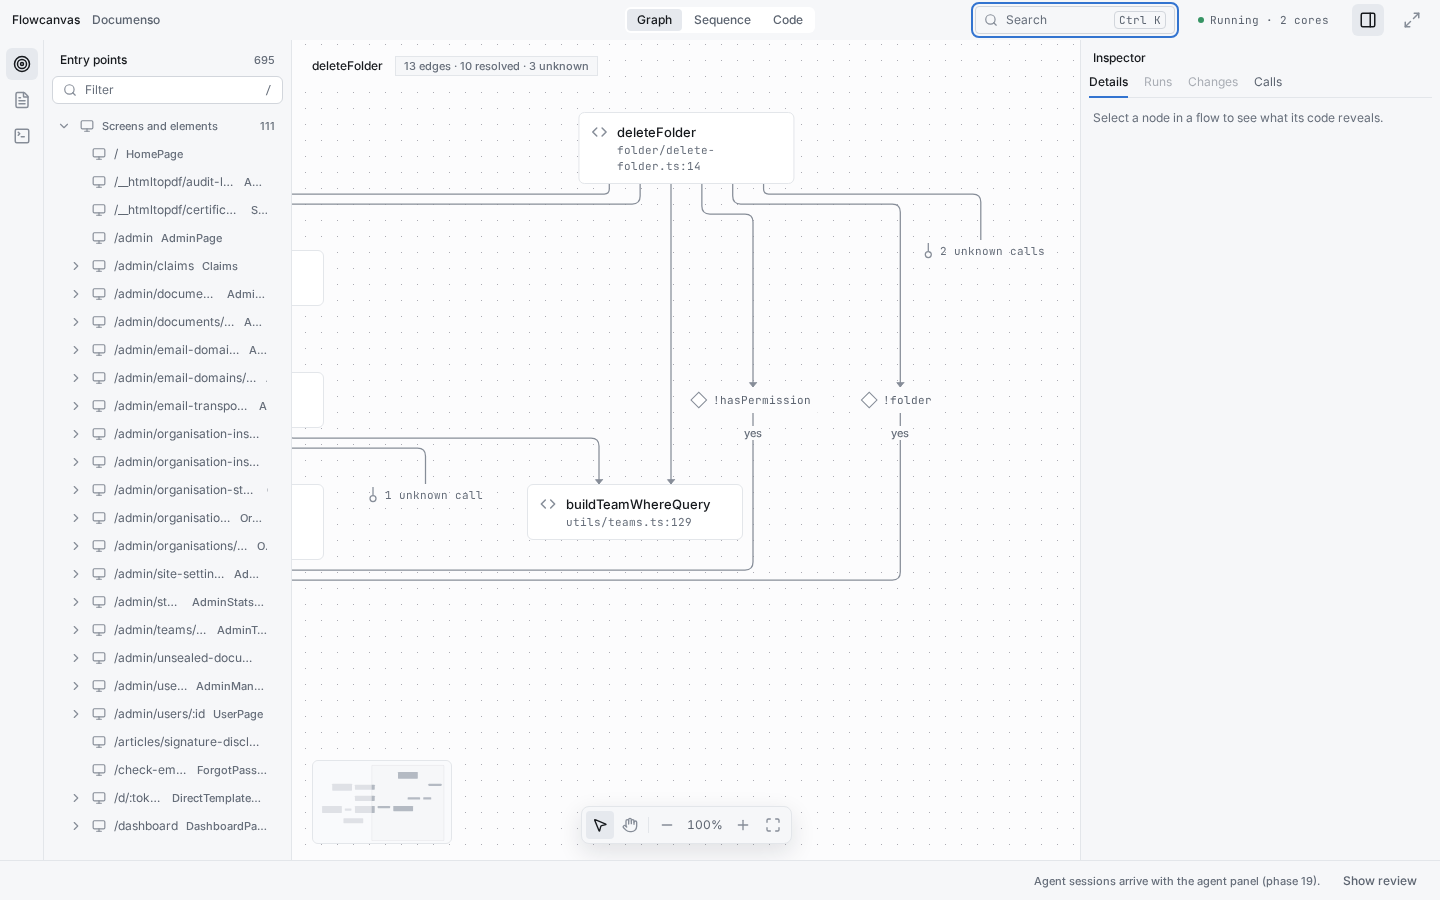 Flowcanvas Documenso
Graph Sequence Code
Search Ctrl K
Running · 2 cores
Entry points 695
Filter /
Screens and elements 111
/ HomePage
/__htmltopdf/audit-l... A...
/__htmltopdf/certific... S...
/admin AdminPage
/admin/claims Claims
/admin/docume... Admi...
/admin/documents/... A...
/admin/email-domai... A...
/admin/email-domains/...
/admin/email-transpo... A
/admin/organisation-ins...
/admin/organisation-ins...
/admin/organisation-st...
/admin/organisatio... Or...
/admin/organisations/... O.
/admin/site-settin... Ad...
/admin/st... AdminStats...
/admin/teams/... AdminT...
/admin/unsealed-docu...
/admin/use... AdminMan...
/admin/users/:id UserPage
/articles/signature-discl...
/check-em... ForgotPass...
/d/:tok... DirectTemplate...
/dashboard DashboardPa...
deleteFolder 13 edges · 10 resolved · 3 unknown
deleteFolder
folder/delete-
folder.ts:14
2 unknown calls
!hasPermission
!folder
yes
yes
1 unknown call
buildTeamWhereQuery
utils/teams.ts:129
100%
Inspector
Details Runs Changes Calls
Select a node in a flow to see what its code reveals.
Agent sessions arrive with the agent panel (phase 19). Show review